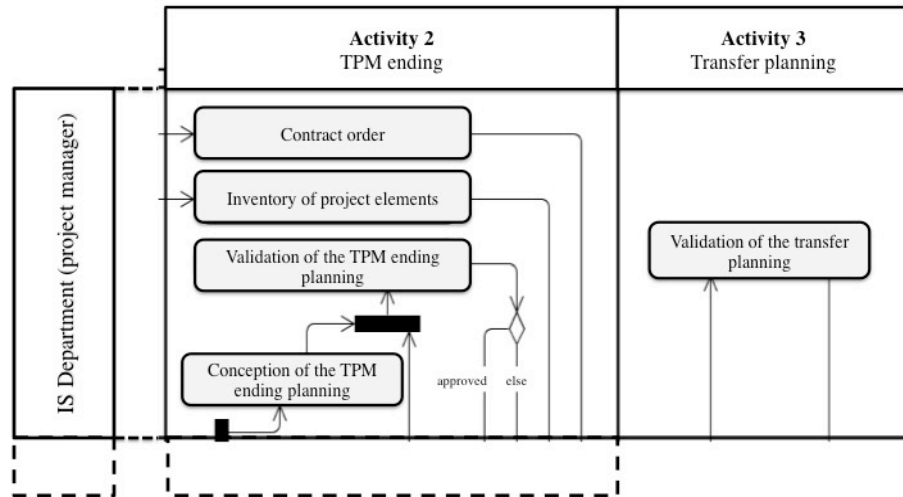 Activity 2
TPM ending
Activity 3
Transfer planning
IS Department (project manager)
Contract order
Inventory of project elements
Validation of the TPM ending
planning
Validation of the transfer
planning
Conception of the TPM
ending planning
approved
else